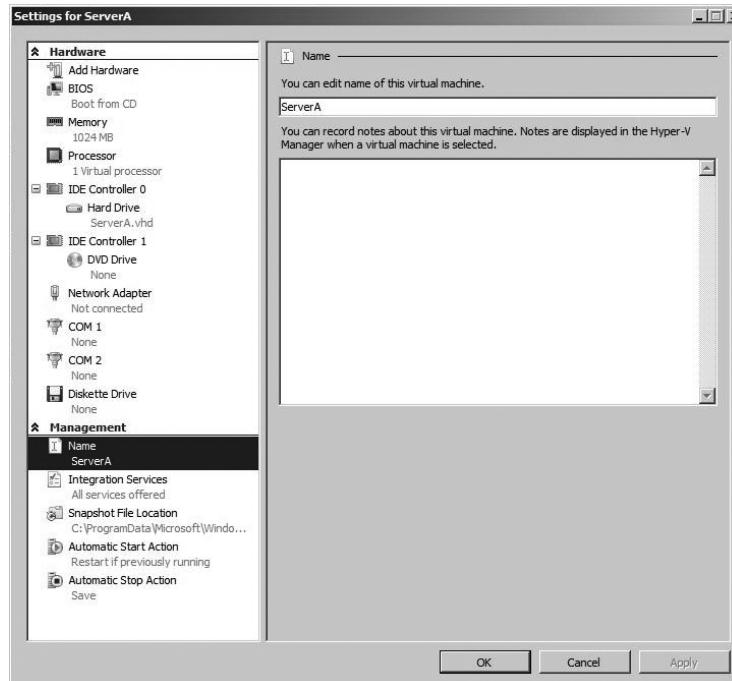 Settings for ServerA
Hardware
Add Hardware
BIOS
Boot from CD
Memory
1024 MB
Processor
1 Virtual processor
IDE Controller 0
Hard Drive
ServerA.vhd
IDE Controller 1
DVD Drive
None
Network Adapter
Not connected
COM 1
None
COM 2
None
Diskette Drive
None
Management
Name
ServerA
Integration Services
All services offered
Snapshot File Location
C:\ProgramData\Microsoft\Windo...
Automatic Start Action
Restart if previously running
Automatic Stop Action
Save
Name
You can edit name of this virtual machine.
ServerA
You can record notes about this virtual machine. Notes are displayed in the Hyper-V
Manager when a virtual machine is selected.
OK
Cancel
Apply